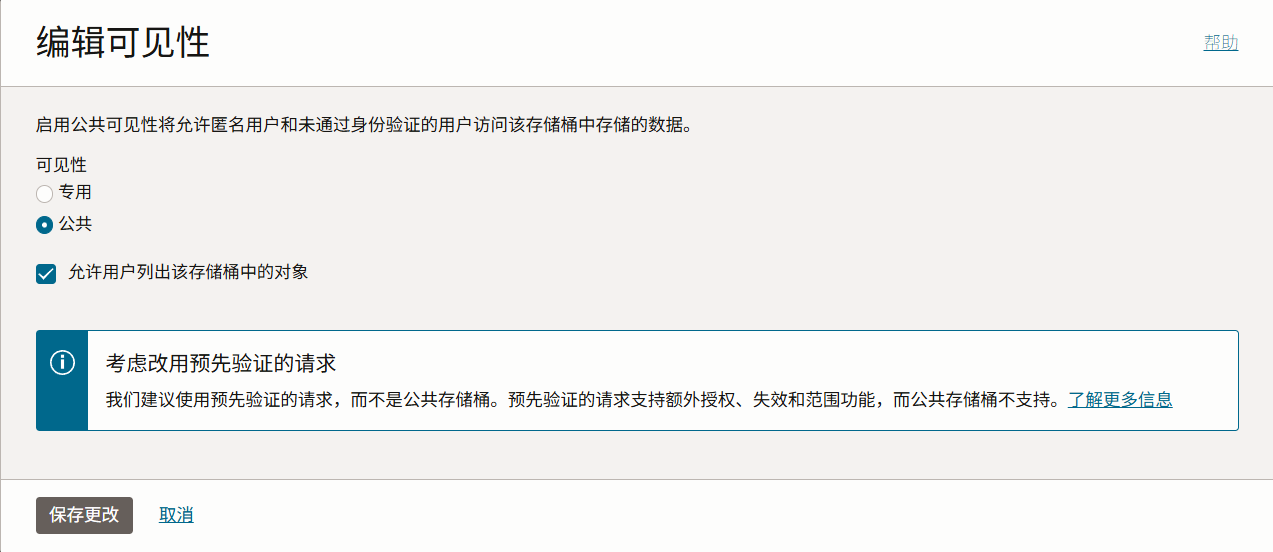 编辑可见性
帮助
启用公共可见性将允许匿名用户和未通过身份验证的用户访问该存储桶中存储的数据。
可见性
专用
公共
允许用户列出该存储桶中的对象
考虑改用预先验证的请求
我们建议使用预先验证的请求，而不是公共存储桶。预先验证的请求支持额外授权、失效和范围功能，而公共存储桶不支持。了解更多信息
保存更改
取消